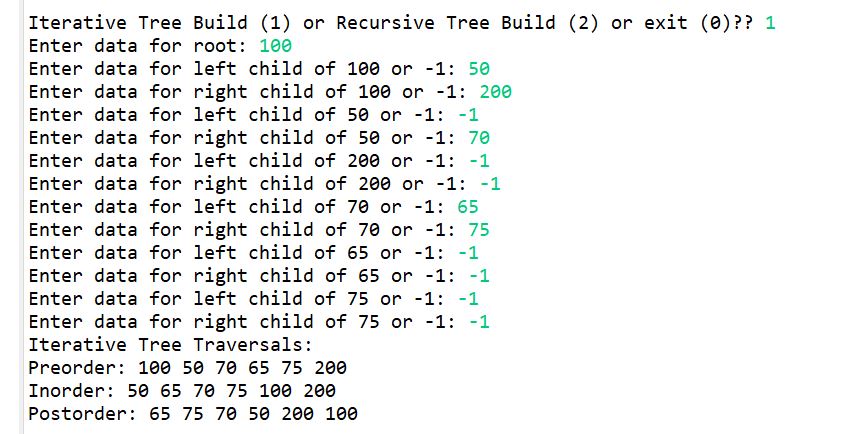 Iterative Tree Build (1) or Recursive Tree Build (2) or exit (0)?? 1
Enter data for root: 100
Enter data for left child of 100 or -1: 50
Enter data for right child of 100 or -1: 200
Enter data for left child of 50 or -1: -1
Enter data for right child of 50 or -1: 70
Enter data for left child of 200 or -1: -1
Enter data for right child of 200 or -1: -1
Enter data for left child of 70 or -1: 65
Enter data for right child of 70 or -1: 75
Enter data for left child of 65 or -1: -1
Enter data for right child of 65 or -1: -1
Enter data for left child of 75 or -1: -1
Enter data for right child of 75 or -1: -1
Iterative Tree Traversals:
Preorder: 100 50 70 65 75 200
Inorder: 50 65 70 75 100 200
Postorder: 65 75 70 50 200 100